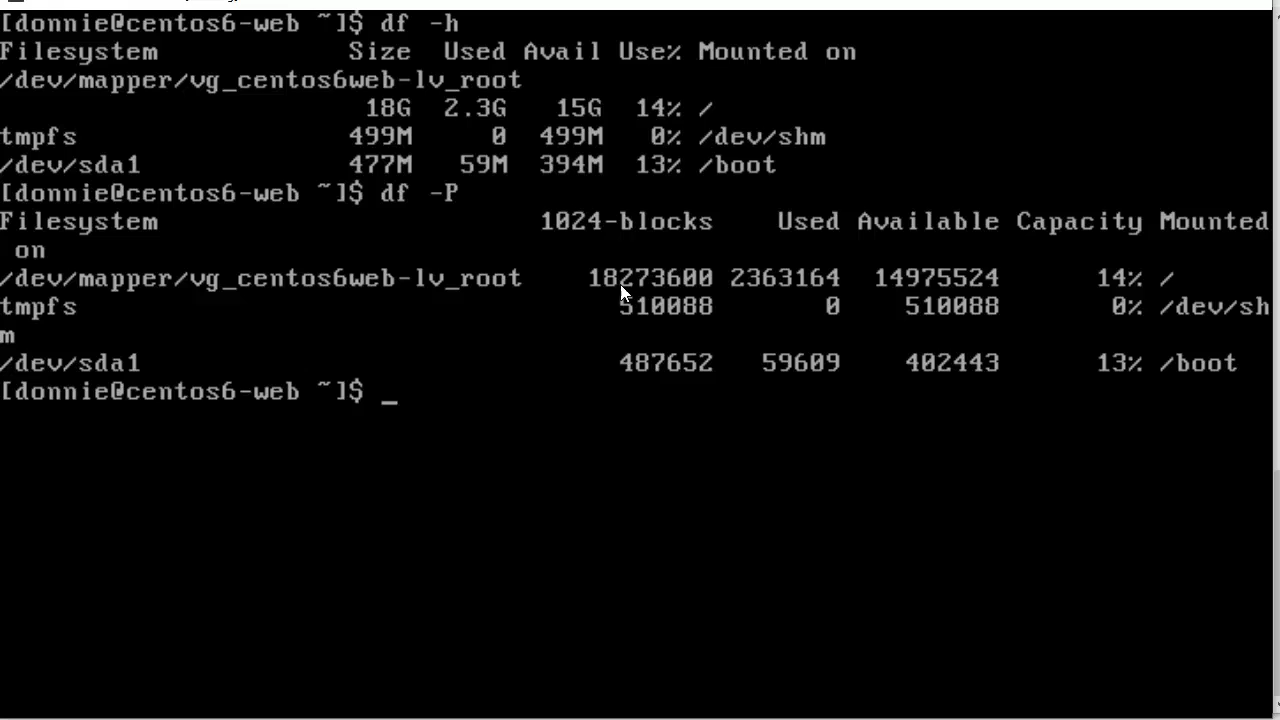 [donnie@centos6-web ~]$ df -h
Filesystem            Size  Used Avail Use% Mounted on
/dev/mapper/vg_centos6web-lv_root
                       18G  2.3G   15G  14% /
tmpfs                 499M     0  499M   0% /dev/shm
/dev/sda1             477M   59M  394M  13% /boot
[donnie@centos6-web ~]$ df -P
Filesystem                        1024-blocks    Used Available Capacity Mounted
 on
/dev/mapper/vg_centos6web-lv_root    18273600 2363164  14975524      14% /
tmpfs                                  510088       0    510088       0% /dev/sh
m
/dev/sda1                              487652   59609    402443      13% /boot
[donnie@centos6-web ~]$ _